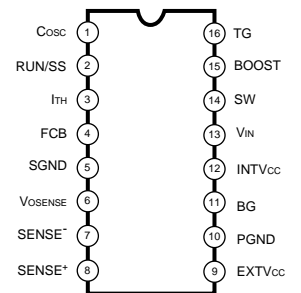 COSC 1 16 TG
RUN/SS 2 15 BOOST
ITH 3 14 SW
FCB 4 13 VIN
SGND 5 12 INTVCC
VOSENSE 6 11 BG
SENSE- 7 10 PGND
SENSE+ 8 9 EXTVCC